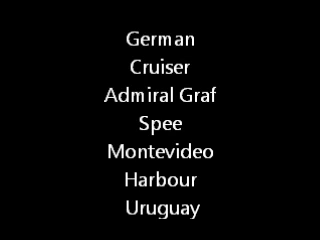 German
Cruiser
Admiral Graf
Spee
Montevideo
Harbour
Uruguay